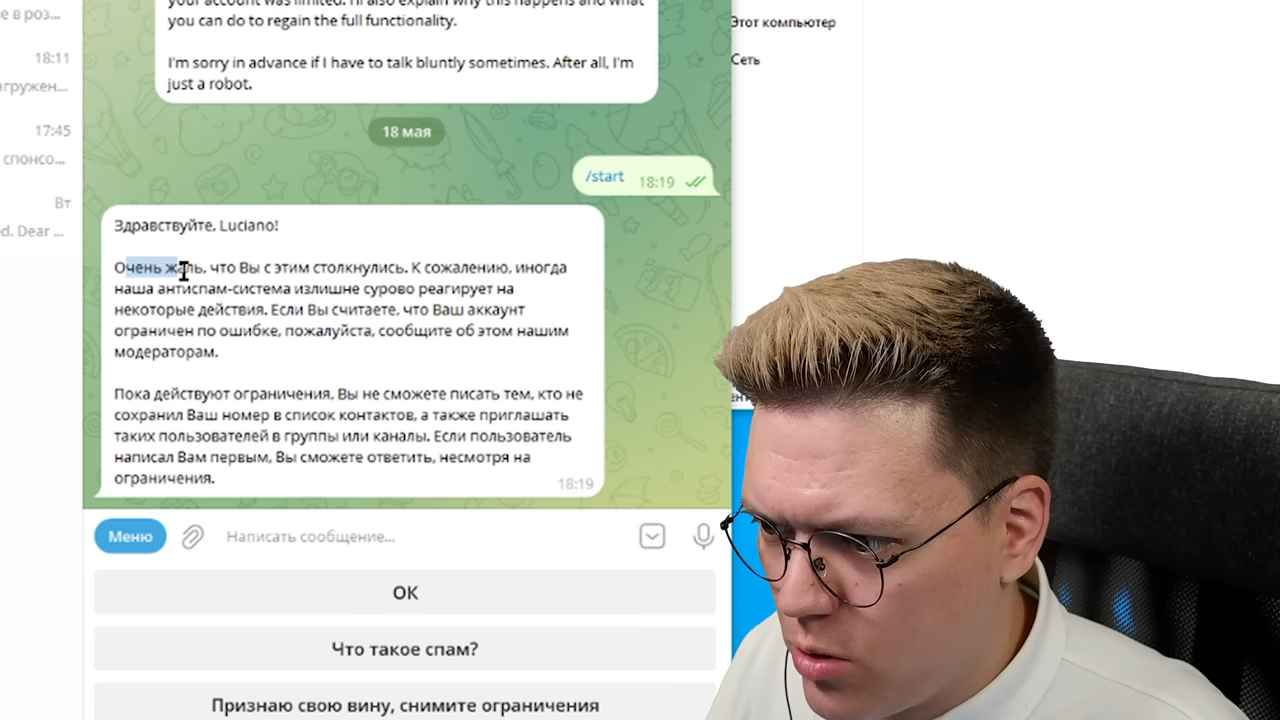 your account was limited. I'll also explain why this happens and what
you can do to regain the full functionality.
I'm sorry in advance if I have to talk bluntly sometimes. After all, I'm
just a robot.
е в роз...
18:11
гружен...
17:45
спонсо...
Вт
d. Dear ...
Этот компьютер
Сеть
18 мая
/start 18:19
Здравствуйте, Luciano!
Очень жаль, что Вы с этим столкнулись. К сожалению, иногда
наша антиспам-система излишне сурово реагирует на
некоторые действия. Если Вы считаете, что Ваш аккаунт
ограничен по ошибке, пожалуйста, сообщите об этом нашим
модераторам.
Пока действуют ограничения, Вы не сможете писать тем, кто не
сохранил Ваш номер в список контактов, а также приглашать
таких пользователей в группы или каналы. Если пользователь
написал Вам первым, Вы сможете ответить, несмотря на
ограничения.
18:19
Меню
Написать сообщение...
ОК
Что такое спам?
Признаю свою вину, снимите ограничения